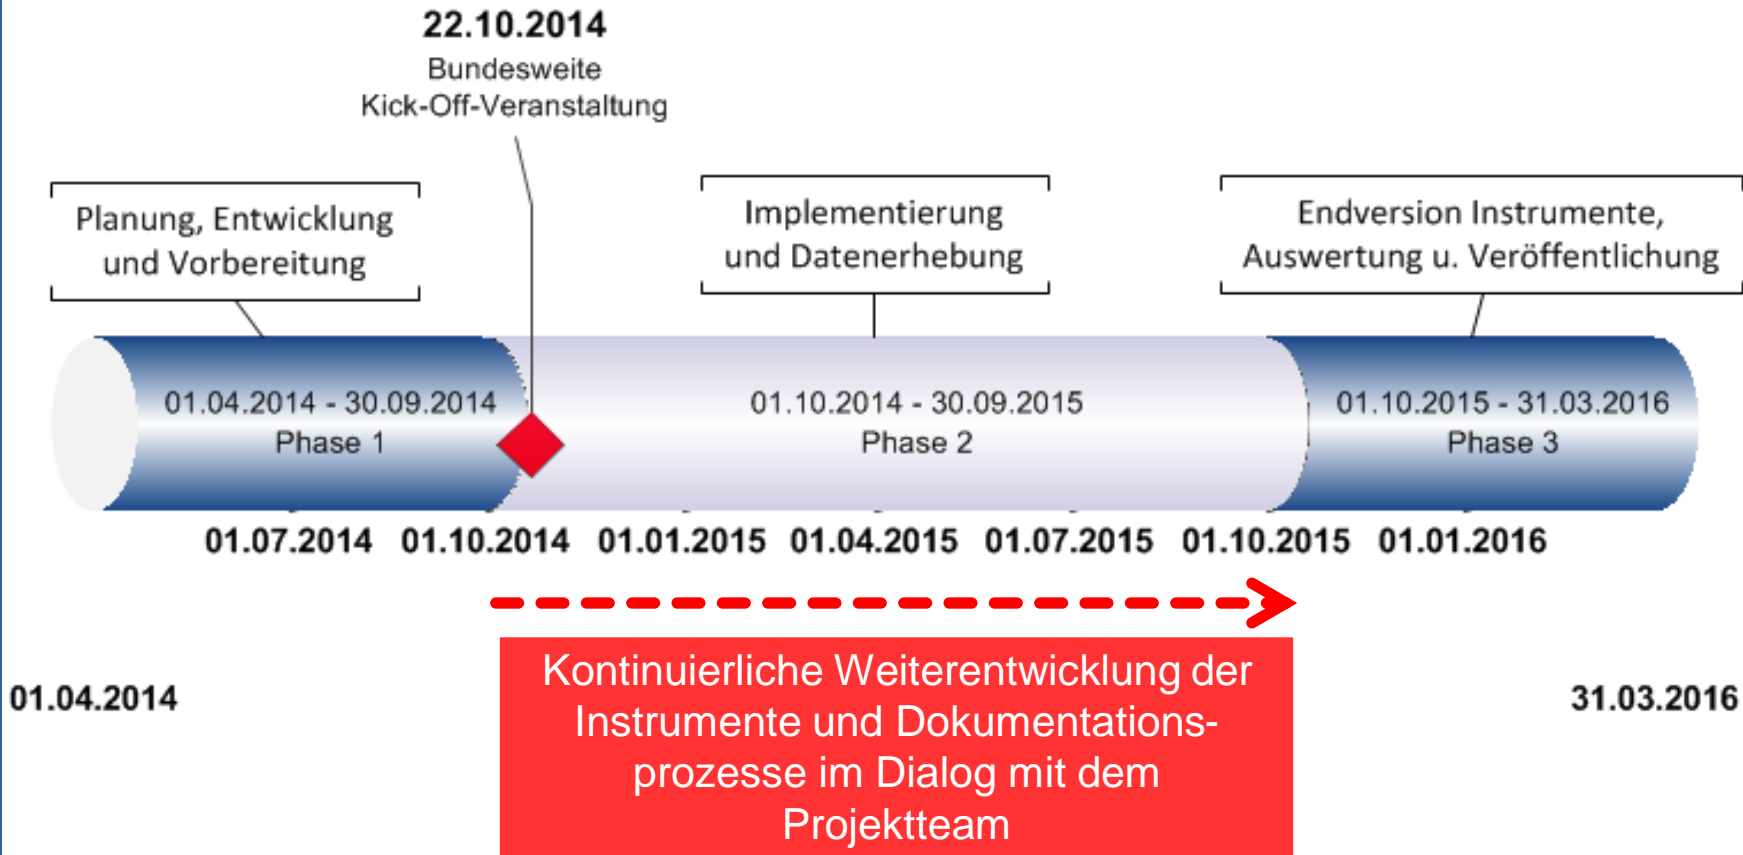 22.10.2014
Bundesweite
Kick-Off-Veranstaltung
Planung, Entwicklung
und Vorbereitung
Implementierung
und Datenerhebung
Endversion Instrumente,
Auswertung u. Veröffentlichung
01.04.2014 - 30.09.2014
Phase 1
01.10.2014 - 30.09.2015
Phase 2
01.10.2015 - 31.03.2016
Phase 3
01.07.2014
01.10.2014
01.01.2015
01.04.2015
01.07.2015
01.10.2015
01.01.2016
Kontinuierliche Weiterentwicklung der
Instrumente und Dokumentations-
prozesse im Dialog mit dem
Projektteam
01.04.2014
31.03.2016